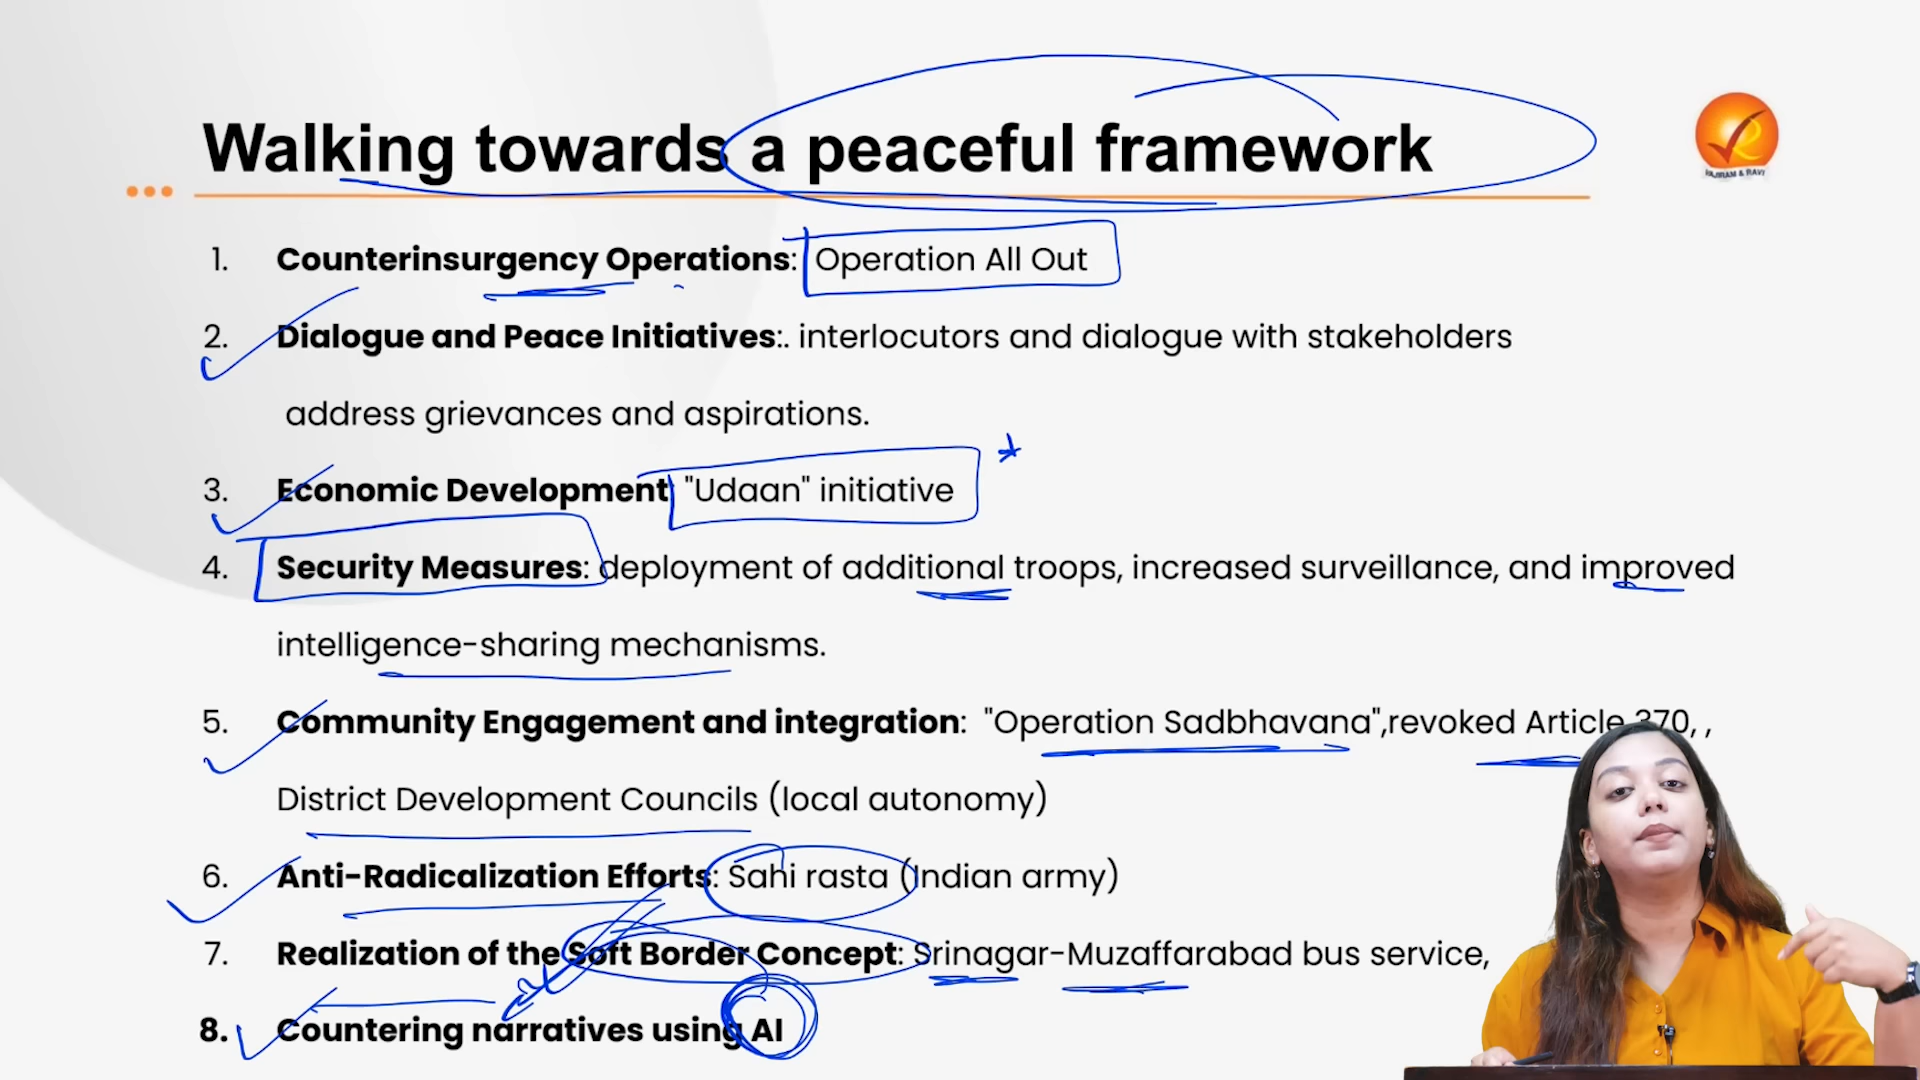 Walking towards a peaceful framework
VAJIRAM & RAVI
1. Counterinsurgency Operations: Operation All Out
2. Dialogue and Peace Initiatives:. interlocutors and dialogue with stakeholders
address grievances and aspirations.
3. Economic Development "Udaan" initiative
4. Security Measures: deployment of additional troops, increased surveillance, and improved
intelligence-sharing mechanisms.
5. Community Engagement and integration: "Operation Sadbhavana",revoked Article 370, ,
District Development Councils (local autonomy)
6. Anti-Radicalization Efforts: Sahi rasta (Indian army)
7. Realization of the Soft Border Concept: Srinagar-Muzaffarabad bus service,
8. Countering narratives using AI